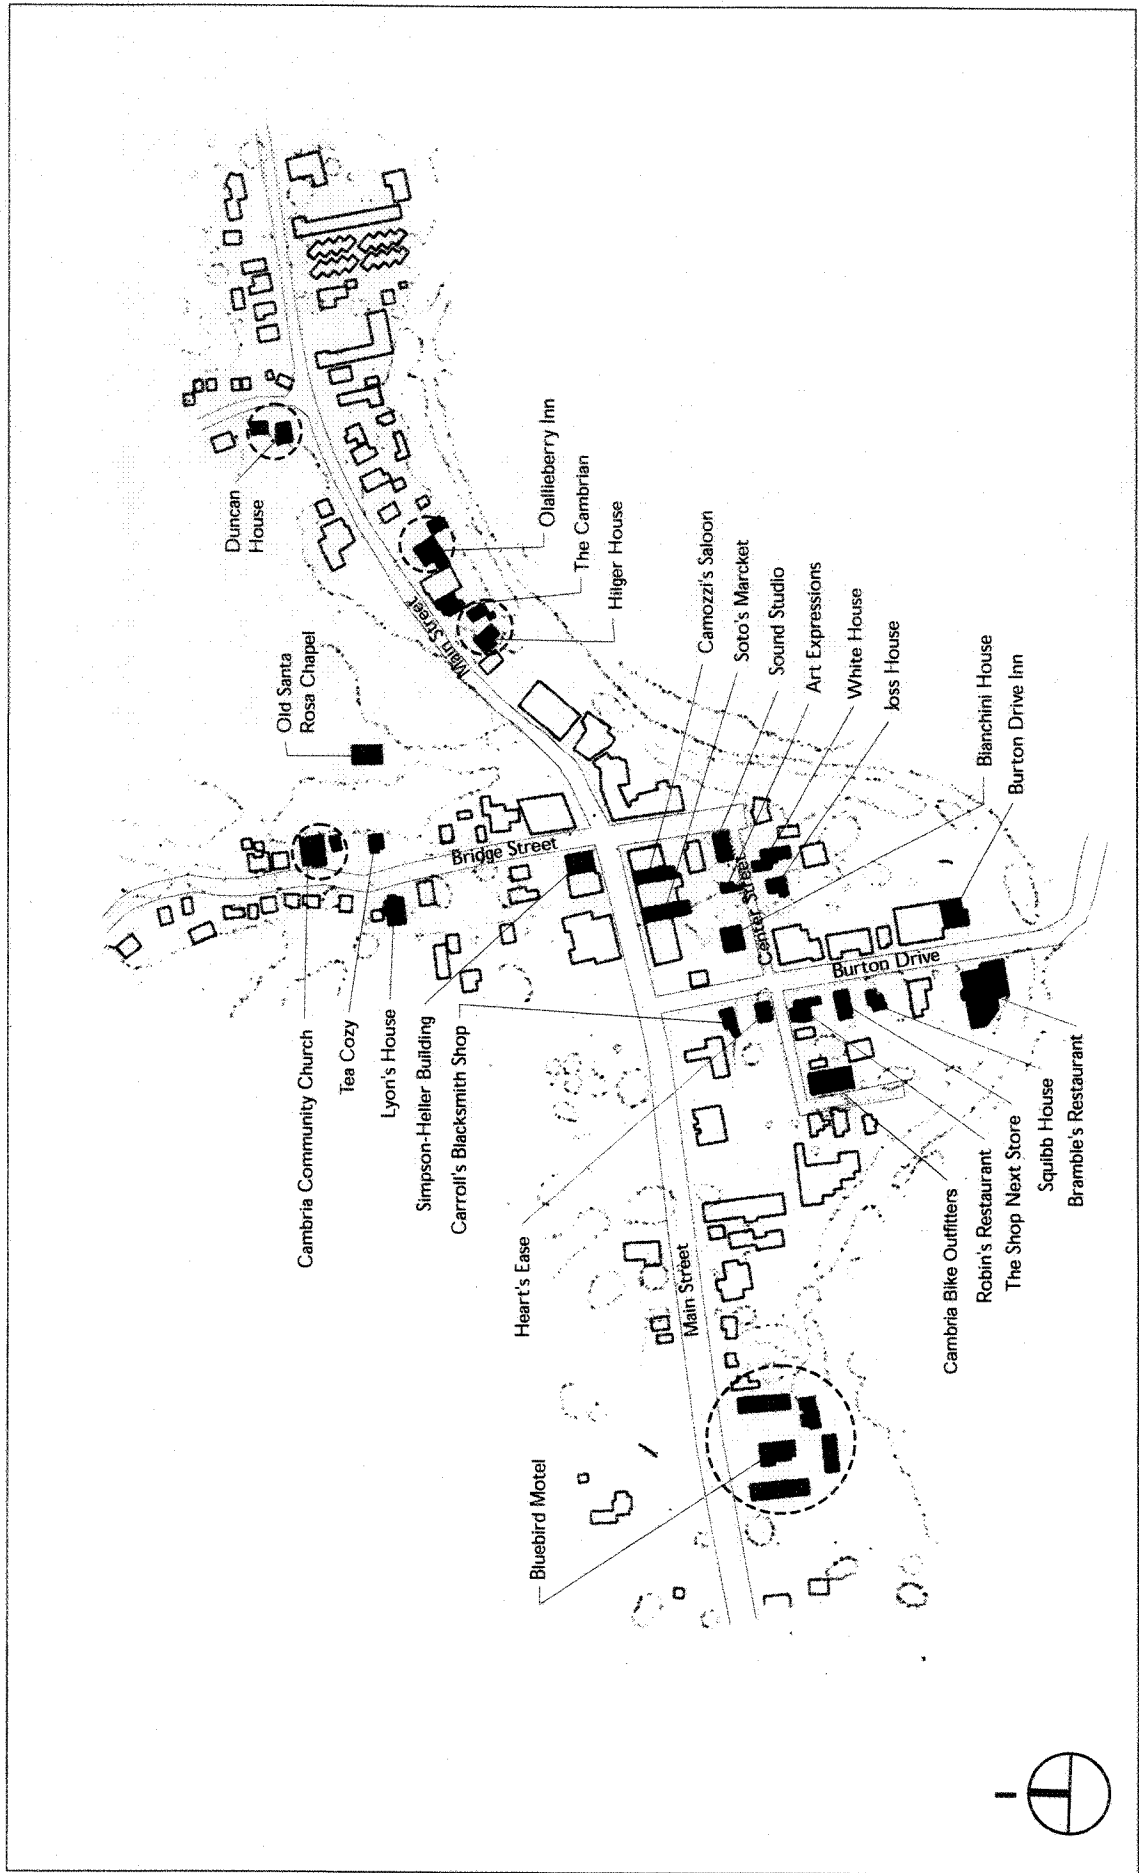 Duncan
House
Olallieberry Inn
The Cambrian
Hilger House
Main Street
Old Santa
Rosa Chapel
Camozzi's Saloon
Soto's Marcket
Sound Studio
Art Expressions
White House
Joss House
Bianchini House
Burton Drive Inn
Bridge Street
Center Street
Burton Drive
Cambria Community Church
Tea Cozy
Lyon's House
Simpson-Heller Building
Carroll's Blacksmith Shop
Heart's Ease
Main Street
Bluebird Motel
Cambria Bike Outfitters
Robin's Restaurant
The Shop Next Store
Squibb House
Bramble's Restaurant